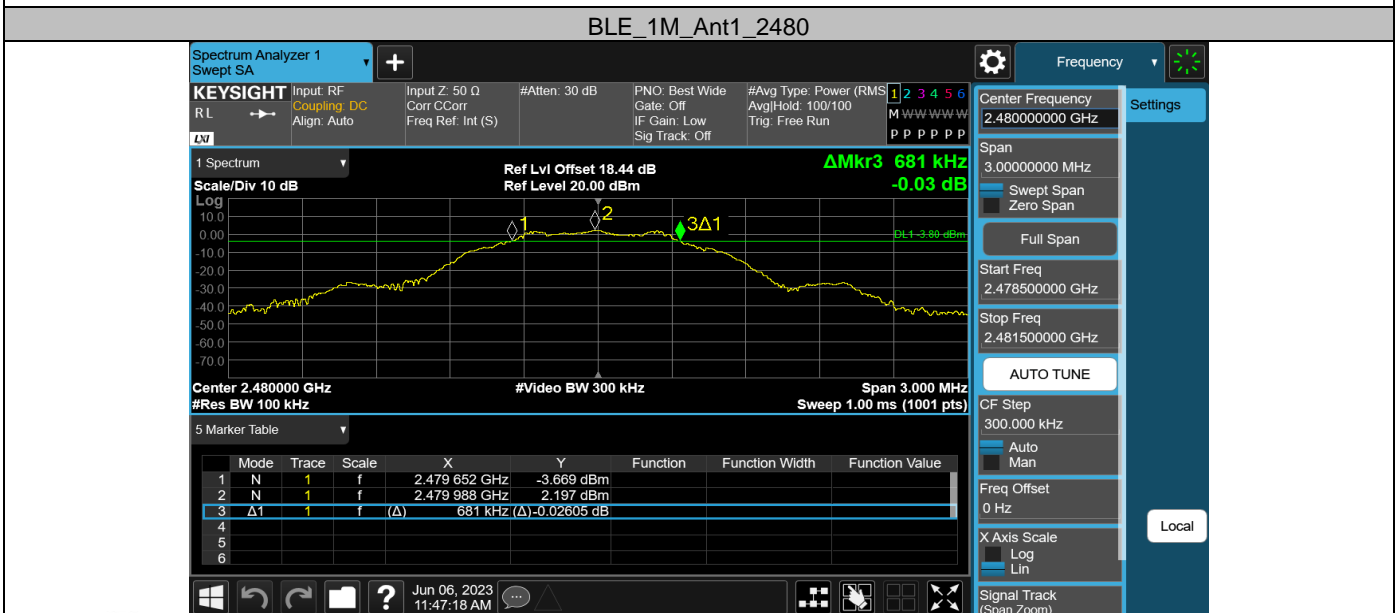 BLE_1M_Ant1_2480
Spectrum Analyzer 1
Swept SA
Frequency
KEYSIGHT
RL
LXI
Input: RF
Coupling: DC
Align: Auto
Input Z: 50 Ω
Corr CCorr
Freq Ref: Int (S)
#Atten: 30 dB
PNO: Best Wide
Gate: Off
IF Gain: Low
Sig Track: Off
#Avg Type: Power (RMS
Avg|Hold: 100/100
Trig: Free Run
1 2 3 4 5 6
M W W W W W
P P P P P P
Center Frequency
2.480000000 GHz
Settings
Span
3.00000000 MHz
Swept Span
Zero Span
Full Span
Start Freq
2.478500000 GHz
Stop Freq
2.481500000 GHz
AUTO TUNE
CF Step
300.000 kHz
Auto
Man
Freq Offset
0 Hz
X Axis Scale
Log
Lin
Signal Track
(Span Zoom)
Local
1 Spectrum
Scale/Div 10 dB
Ref Lvl Offset 18.44 dB
Ref Level 20.00 dBm
ΔMkr3 681 kHz
-0.03 dB
Log
10.0
0.00
-10.0
-20.0
-30.0
-40.0
-50.0
-60.0
-70.0
1
2
3Δ1
DL1 -3.80 dBm
Center 2.480000 GHz
#Video BW 300 kHz
Span 3.000 MHz
#Res BW 100 kHz
Sweep 1.00 ms (1001 pts)
5 Marker Table
Mode Trace Scale X Y Function Function Width Function Value
1 N 1 f 2.479 652 GHz -3.669 dBm
2 N 1 f 2.479 988 GHz 2.197 dBm
3 Δ1 1 f (Δ) 681 kHz (Δ) -0.02605 dB
4
5
6
Jun 06, 2023
11:47:18 AM